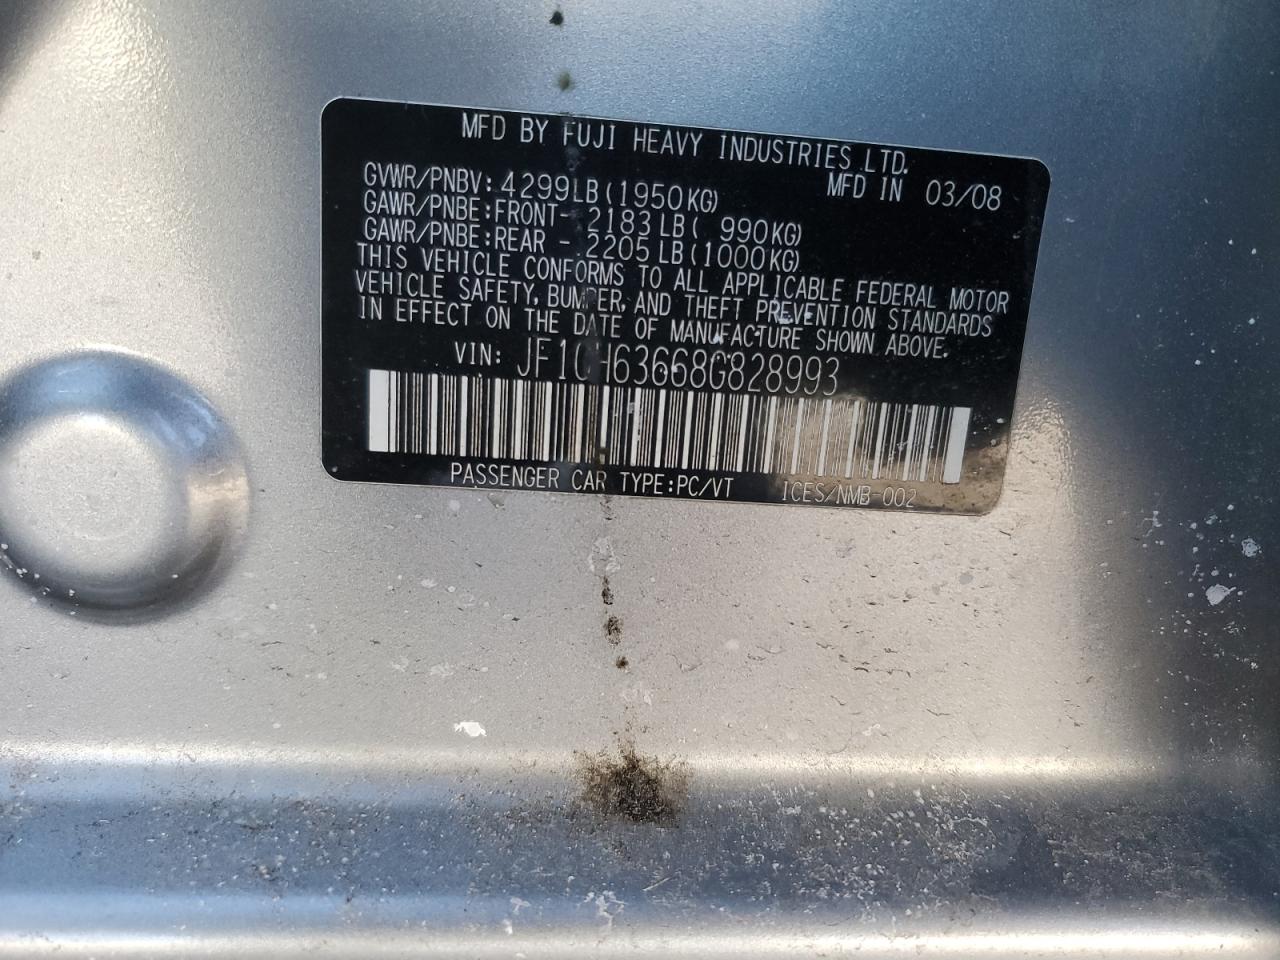 MFD BY FUJI HEAVY INDUSTRIES LTD.
MFD IN 03/08
GVWR/PNBV: 4299LB(1950KG)
GAWR/PNBE:FRONT- 2183LB( 990KG)
GAWR/PNBE:REAR - 2205LB(1000KG)
THIS VEHICLE CONFORMS TO ALL APPLICABLE FEDERAL MOTOR
VEHICLE SAFETY, BUMPER, AND THEFT PREVENTION STANDARDS
IN EFFECT ON THE DATE OF MANUFACTURE SHOWN ABOVE.
VIN: JF1GH63668G828993
PASSENGER CAR TYPE:PC/VT ICES/NMB-002